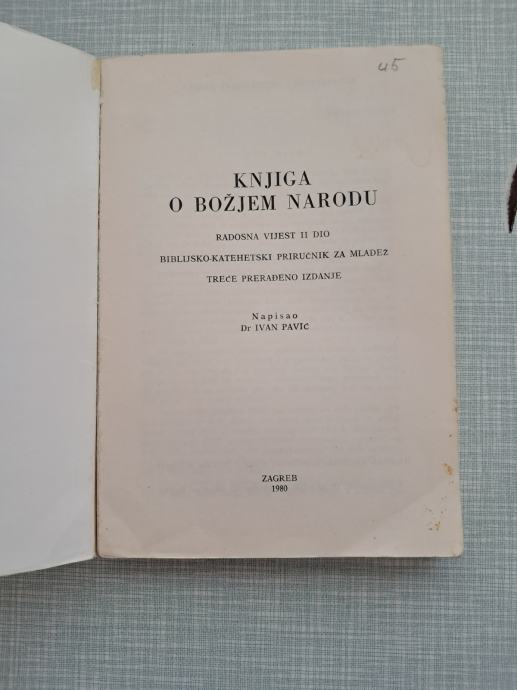 45
KNJIGA
O BOŽJEM NARODU
RADOSNA VIJEST II DIO
BIBLIJSKO-KATEHETSKI PRIRUČNIK ZA MLADEŽ
TREĆE PRERAĐENO IZDANJE
Napisao
Dr IVAN PAVIĆ
ZAGREB
1980